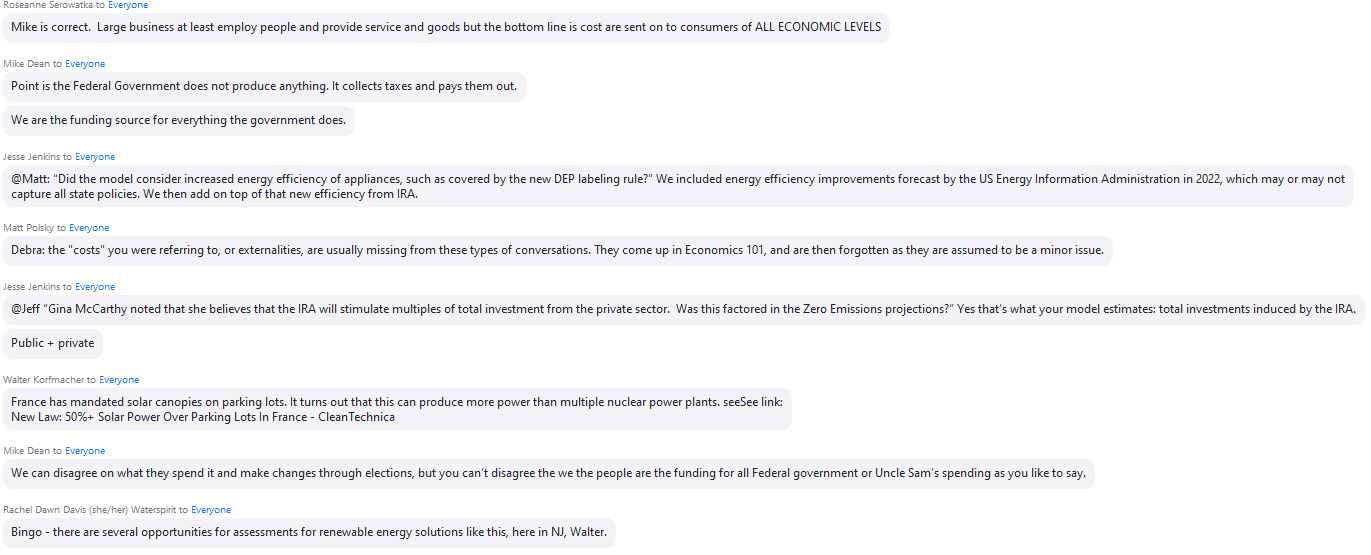 Roseanne Serowatka to Everyone
Mike is correct.  Large business at least employ people and provide service and goods but the bottom line is cost are sent on to consumers of ALL ECONOMIC LEVELS
Mike Dean to Everyone
Point is the Federal Government does not produce anything. It collects taxes and pays them out.
We are the funding source for everything the government does.
Jesse Jenkins to Everyone
@Matt: “Did the model consider increased energy efficiency of appliances, such as covered by the new DEP labeling rule?” We included energy efficiency improvements forecast by the US Energy Information Administration in 2022, which may or may not
capture all state policies. We then add on top of that new efficiency from IRA.
Matt Polsky to Everyone
Debra: the "costs" you were referring to, or externalities, are usually missing from these types of conversations. They come up in Economics 101, and are then forgotten as they are assumed to be a minor issue.
Jesse Jenkins to Everyone
@Jeff “Gina McCarthy noted that she believes that the IRA will stimulate multiples of total investment from the private sector.  Was this factored in the Zero Emissions projections?” Yes that’s what your model estimates: total investments induced by the IRA.
Public + private
Walter Korfmacher to Everyone
France has mandated solar canopies on parking lots. It turns out that this can produce more power than multiple nuclear power plants. seeSee link:
New Law: 50%+ Solar Power Over Parking Lots In France - CleanTechnica
Mike Dean to Everyone
We can disagree on what they spend it and make changes through elections, but you can’t disagree the we the people are the funding for all Federal government or Uncle Sam’s spending as you like to say.
Rachel Dawn Davis (she/her) Waterspirit to Everyone
Bingo - there are several opportunities for assessments for renewable energy solutions like this, here in NJ, Walter.